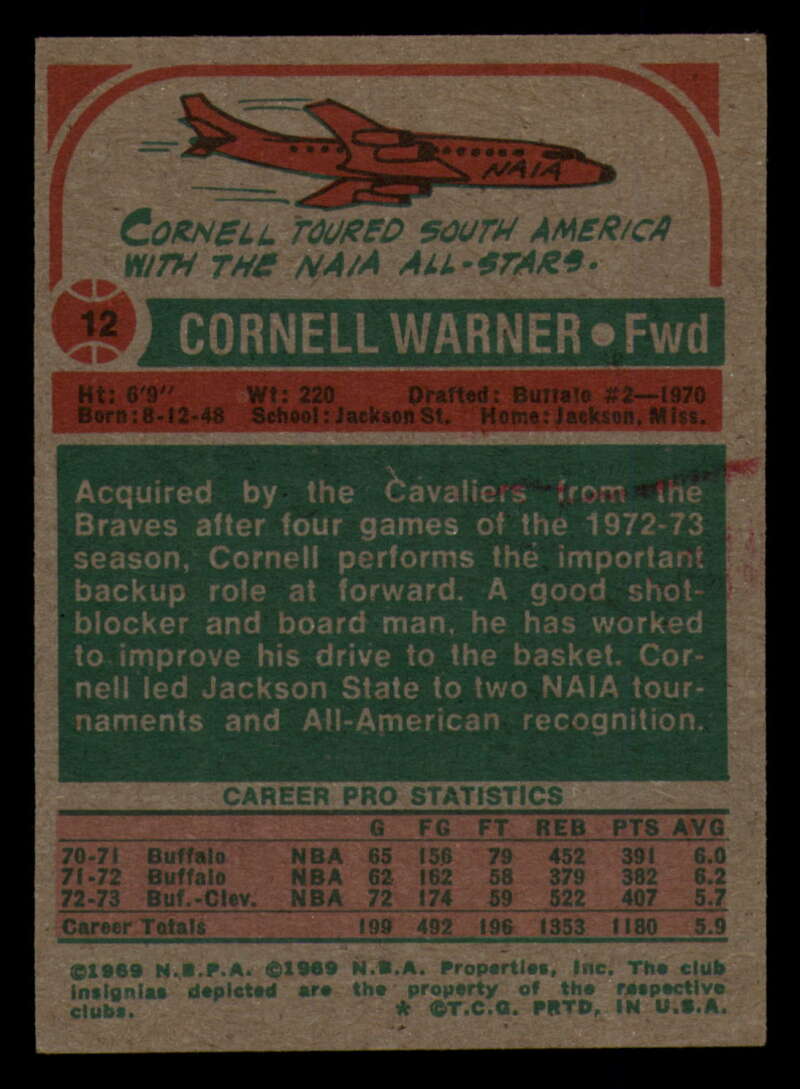 NAIA
CORNELL TOURED SOUTH AMERICA
WITH THE NAIA ALL-STARS.
12
CORNELL WARNER • Fwd
Ht: 6'9" Wt: 220 Drafted: Buffalo #2—1970
Born: 8-12-48 School: Jackson St. Home: Jackson, Miss.
Acquired by the Cavaliers from the
Braves after four games of the 1972-73
season, Cornell performs the important
backup role at forward. A good shot-
blocker and board man, he has worked
to improve his drive to the basket. Cor-
nell led Jackson State to two NAIA tour-
naments and All-American recognition.
CAREER PRO STATISTICS
G FG FT REB PTS AVG
70-71 Buffalo NBA 65 156 79 452 391 6.0
71-72 Buffalo NBA 62 162 58 379 382 6.2
72-73 Buf.-Clev. NBA 72 174 59 522 407 5.7
Career Totals 199 492 196 1353 1180 5.9
©1969 N.B.P.A. ©1969 N.B.A. Properties, Inc. The club
insignias depicted are the property of the respective
clubs. * ©T.C.G. PRTD, IN U.S.A.